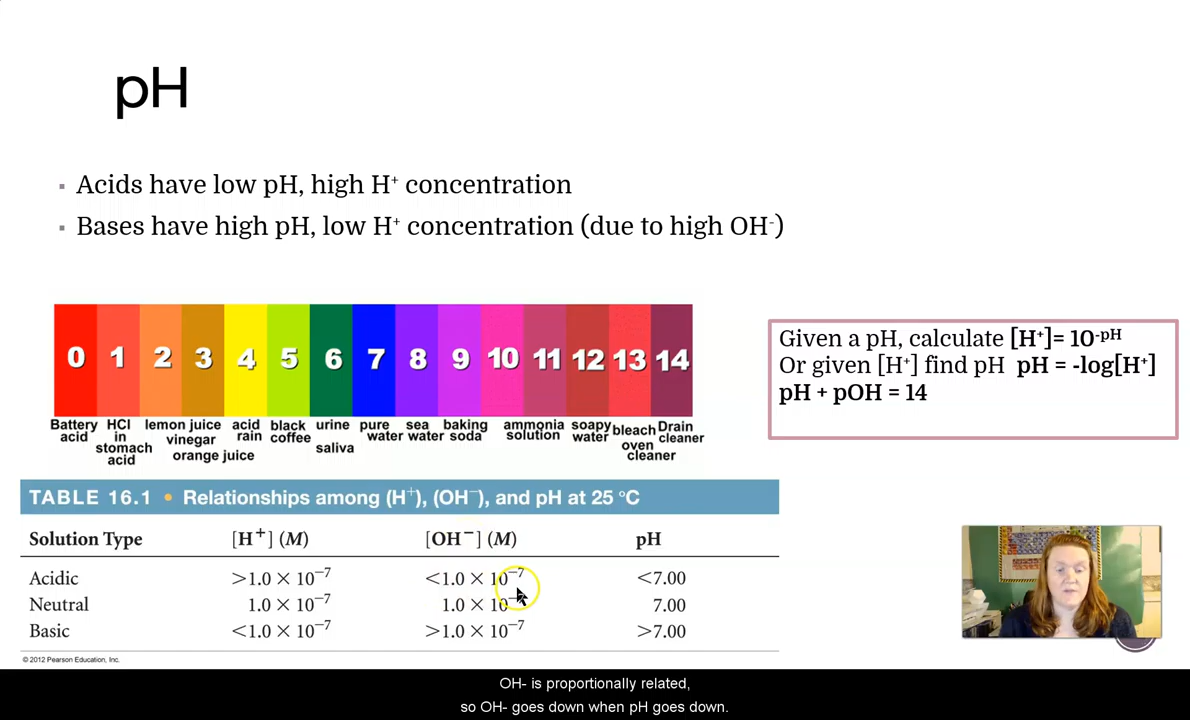 pH
▪ Acids have low pH, high H⁺ concentration
▪ Bases have high pH, low H⁺ concentration (due to high OH⁻)
0 1 2 3 4 5 6 7 8 9 10 11 12 13 14
Battery acid
HCl in stomach acid
lemon juice
vinegar
orange juice
acid rain
black coffee
urine
saliva
pure water
sea water
baking soda
ammonia solution
soapy water
bleach
oven cleaner
Drain cleaner
Given a pH, calculate [H⁺]= 10⁻ᵖᴴ
Or given [H⁺] find pH pH = -log[H⁺]
pH + pOH = 14
TABLE 16.1 • Relationships among (H⁺), (OH⁻), and pH at 25 °C
Solution Type [H⁺] (M) [OH⁻] (M) pH
Acidic >1.0 × 10⁻⁷ <1.0 × 10⁻⁷ <7.00
Neutral 1.0 × 10⁻⁷ 1.0 × 10 7.00
Basic <1.0 × 10⁻⁷ >1.0 × 10⁻⁷ >7.00
© 2012 Pearson Education, Inc.
OH- is proportionally related,
so OH- goes down when pH goes down.